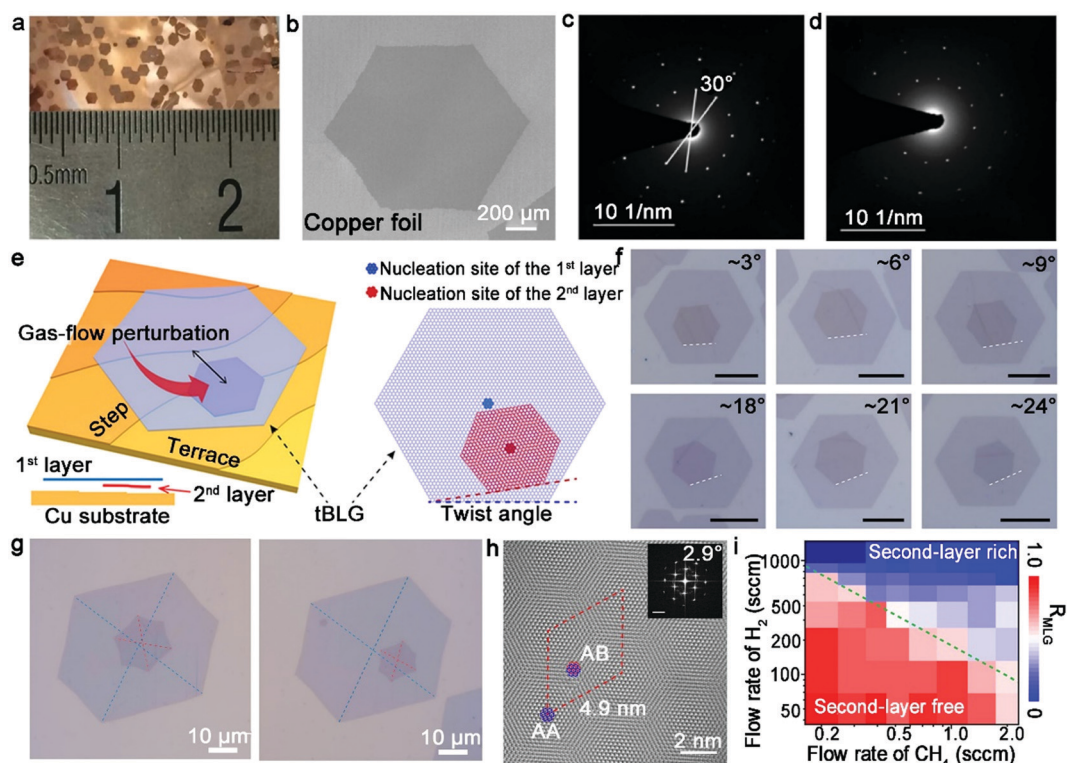 a
0.5mm
1
2
b
Copper foil
200 μm
c
30°
10 1/nm
d
10 1/nm
e
Gas-flow perturbation
Step
Terrace
1st layer
2nd layer
Cu substrate
tBLG
Nucleation site of the 1st layer
Nucleation site of the 2nd layer
Twist angle
f
~3°
~6°
~9°
~18°
~21°
~24°
g
10 μm
10 μm
h
2.9°
AB
AA
4.9 nm
2 nm
i
Second-layer rich
Second-layer free
Flow rate of H2 (sccm)
1000
500
200
100
50
0.2
0.4
1.0
2.0
Flow rate of CH4 (sccm)
1.0
0
RMLG